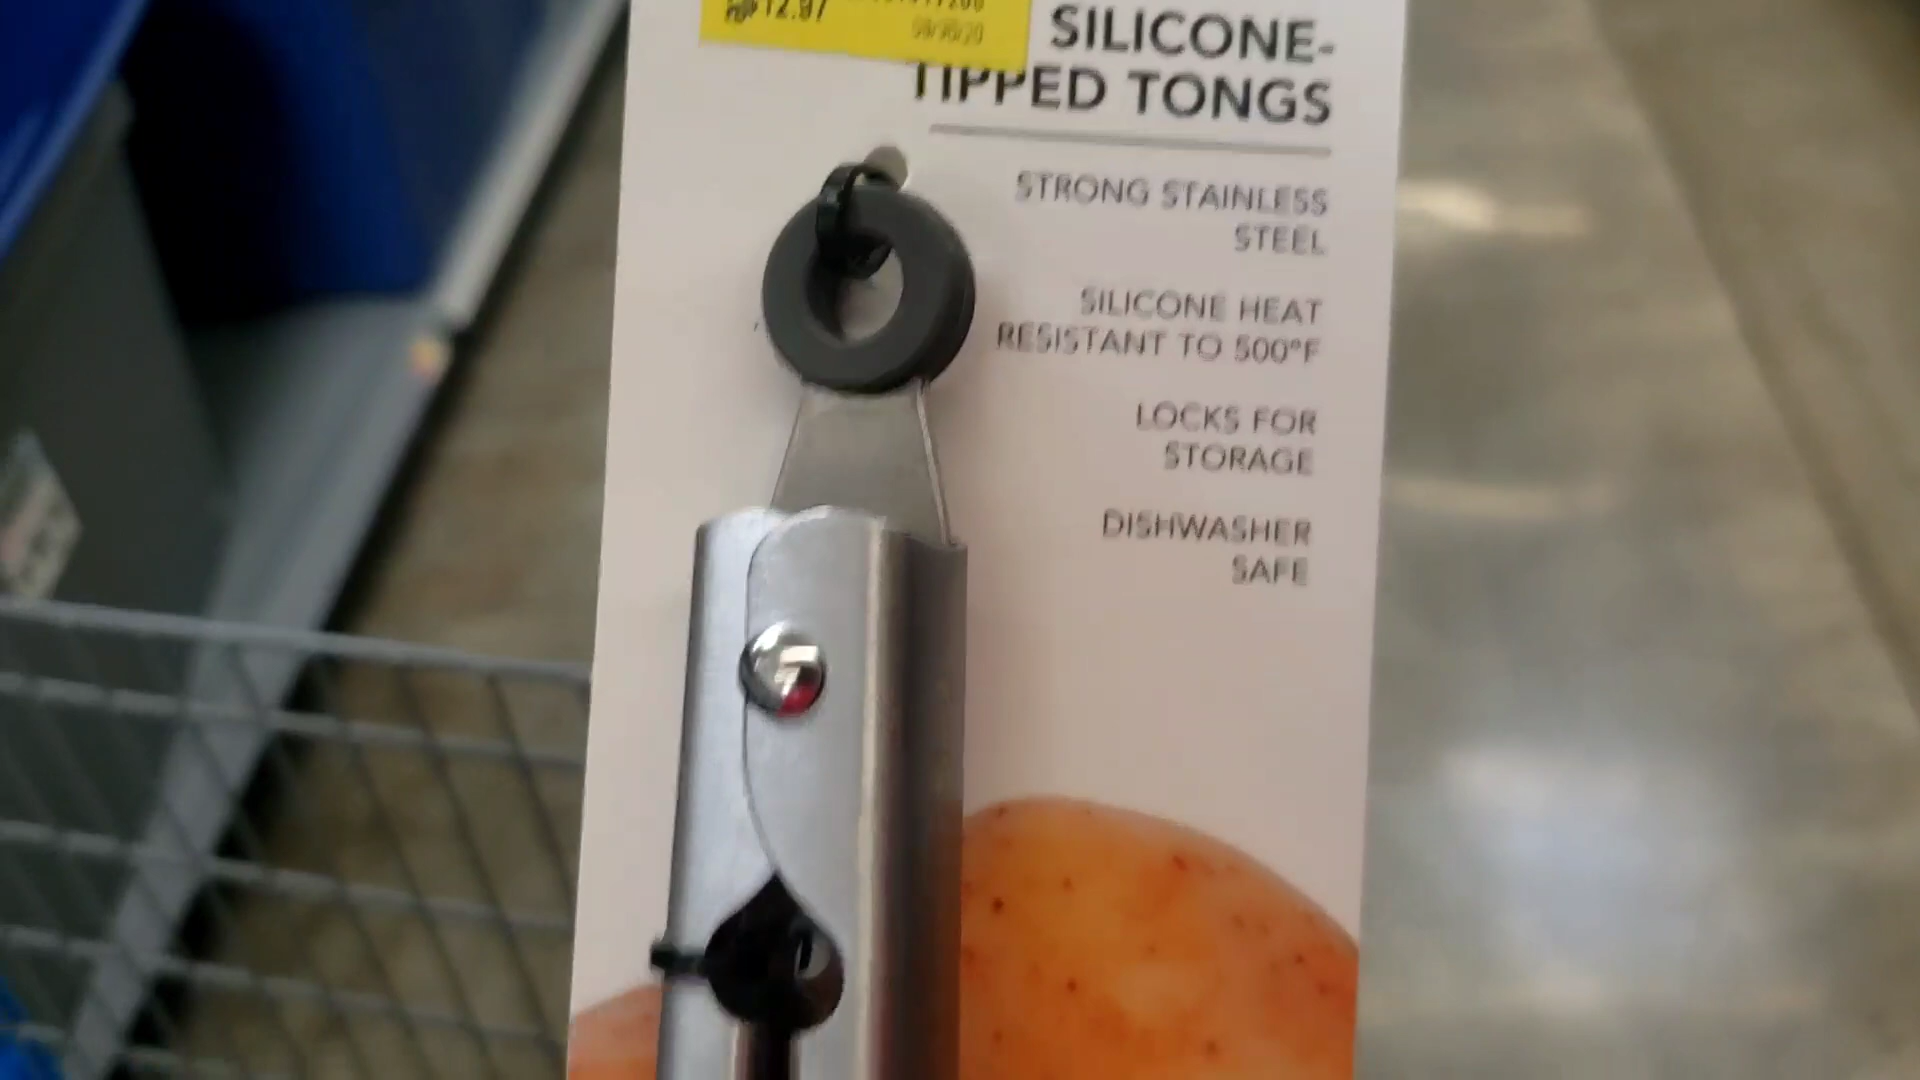 12.97
SILICONE-
TIPPED TONGS
STRONG STAINLESS
STEEL
SILICONE HEAT
RESISTANT TO 500°F
LOCKS FOR
STORAGE
DISHWASHER
SAFE